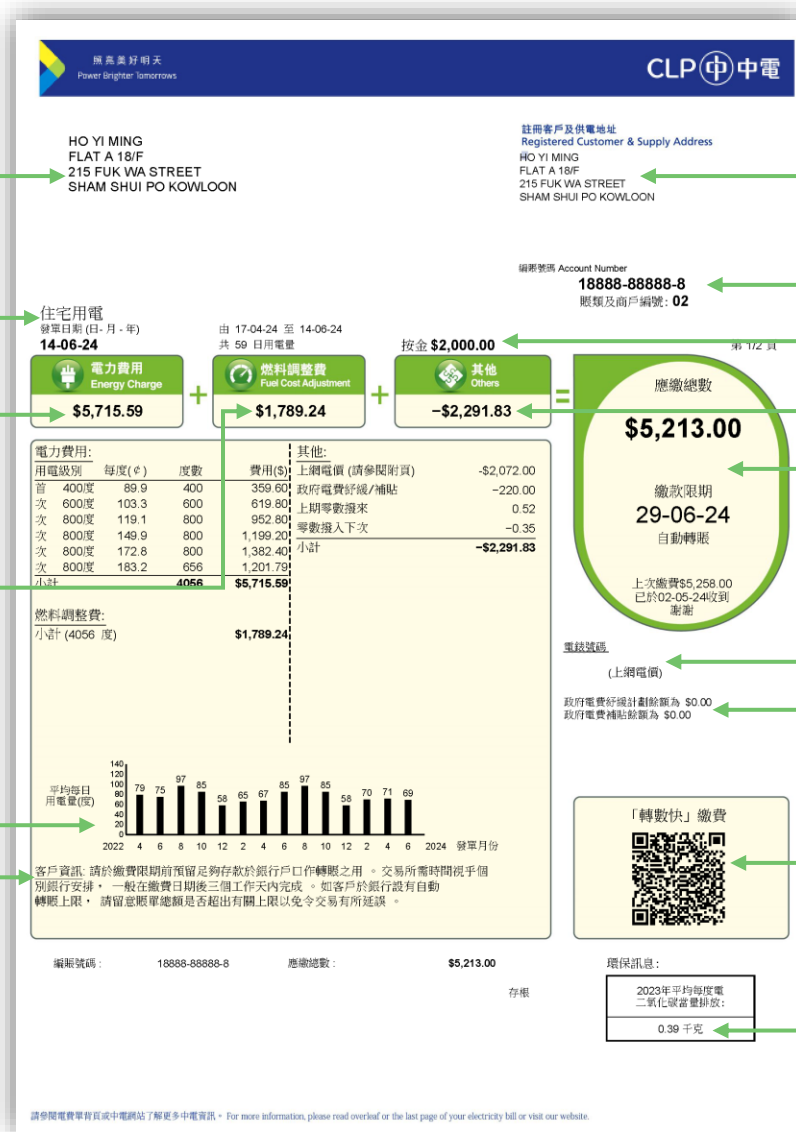 照亮美好明天
Power Brighter Tomorrows
CLP 中電
HO YI MING
FLAT A 18/F
215 FUK WA STREET
SHAM SHUI PO KOWLOON
註冊客戶及供電地址
Registered Customer & Supply Address
HO YI MING
FLAT A 18/F
215 FUK WA STREET
SHAM SHUI PO KOWLOON
編賬號碼 Account Number
18888-88888-8
賬類及商戶編號: 02
住宅用電
發單日期 (日- 月 - 年)
14-06-24
由 17-04-24 至 14-06-24
共 59 日用電量
按金 $2,000.00
第 1/2 頁
電力費用
Energy Charge
$5,715.59
+
燃料調整費
Fuel Cost Adjustment
$1,789.24
+
其他
Others
−$2,291.83
=
應繳總數
$5,213.00
繳款限期
29-06-24
自動轉賬
上次繳費$5,258.00
已於02-05-24收到
謝謝
電力費用:
用電級別 每度(¢) 度數 費用($)
首 400度 89.9 400 359.60
次 600度 103.3 600 619.80
次 800度 119.1 800 952.80
次 800度 149.9 800 1,199.20
次 800度 172.8 800 1,382.40
次 800度 183.2 656 1,201.79
小計 4056 $5,715.59
燃料調整費:
小計 (4056 度) $1,789.24
其他:
上網電價 (請參閱附頁) -$2,072.00
政府電費紓緩/補貼 −220.00
上期零數撥來 0.52
零數撥入下次 −0.35
小計 −$2,291.83
電錶號碼
(上網電價)
政府電費紓緩計劃餘額為 $0.00
政府電費補貼餘額為 $0.00
平均每日
用電量(度)
140
120
100
80
60
40
20
0
79 75 97 85 58 65 67 85 97 85 58 70 71 69
2022 4 6 8 10 12 2 4 6 8 10 12 2 4 6 2024 發單月份
客戶資訊: 請於繳費限期前預留足夠存款於銀行戶口作轉賬之用 。 交易所需時間視乎個
別銀行安排， 一般在繳費日期後三個工作天內完成 。 如客戶於銀行設有自動
轉賬上限， 請留意賬單總額是否超出有關上限以免令交易有所延誤 。
「轉數快」繳費
編賬號碼 : 18888-88888-8 應繳總數 : $5,213.00
存根
環保訊息 :
2023年平均每度電
二氧化碳當量排放:
0.39 千克
請參閱電費單背頁或中電網站了解更多中電資訊。 For more information, please read overleaf or the last page of your electricity bill or visit our website.